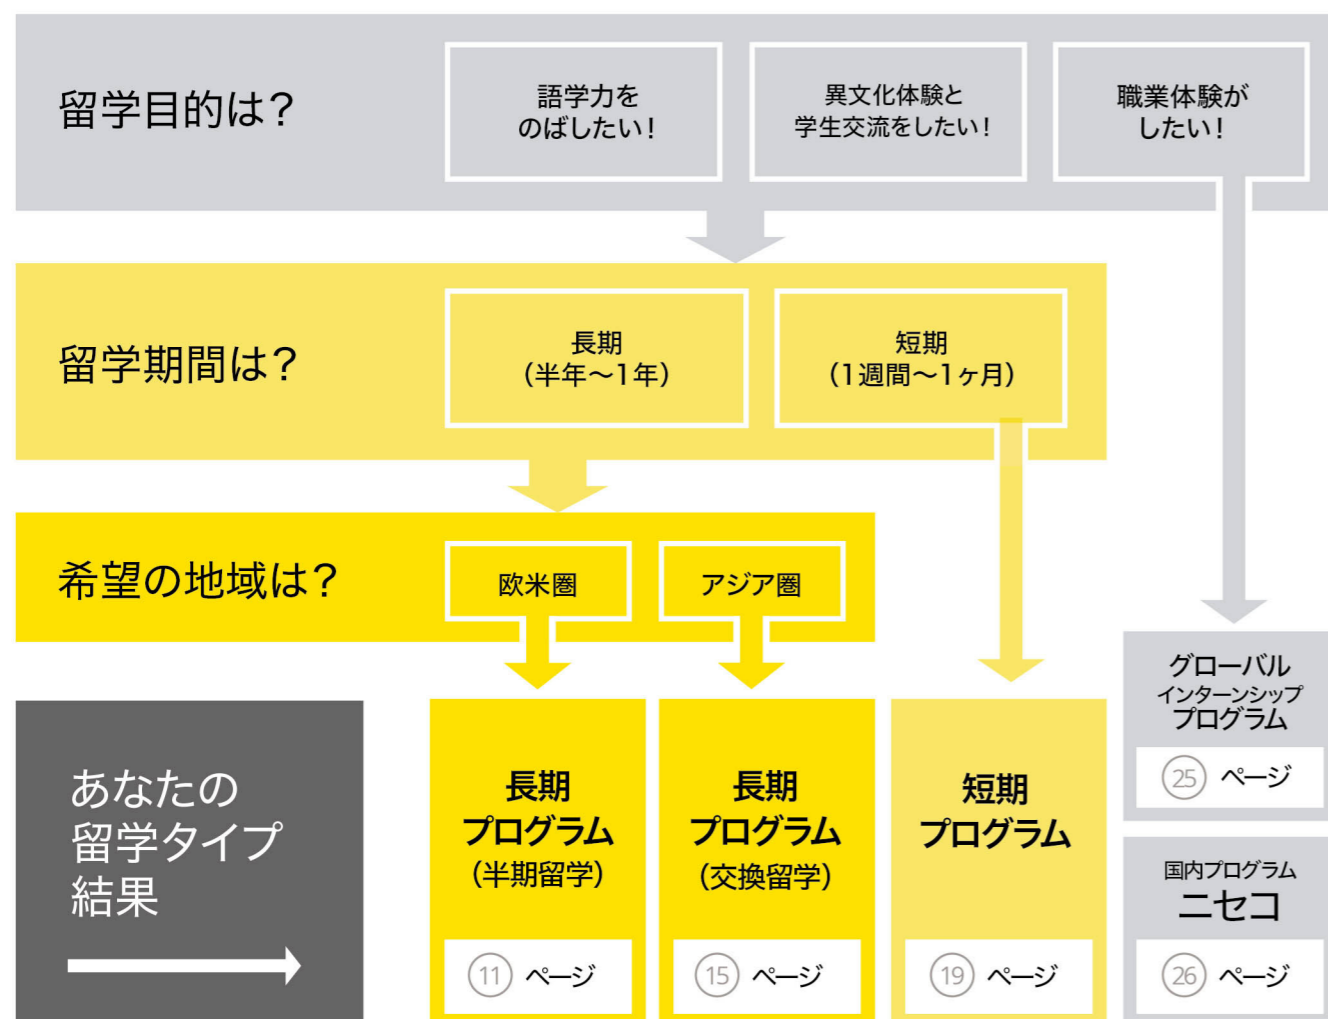 留学目的は？
語学力を
のばしたい！
異文化体験と
学生交流をしたい！
職業体験が
したい！
留学期間は？
長期
（半年～1年）
短期
（1週間～1ヶ月）
希望の地域は？
欧米圏
アジア圏
あなたの
留学タイプ
結果
長期
プログラム
（半期留学）
11 ページ
長期
プログラム
（交換留学）
15 ページ
短期
プログラム
19 ページ
グローバル
インターンシップ
プログラム
25 ページ
国内プログラム
ニセコ
26 ページ